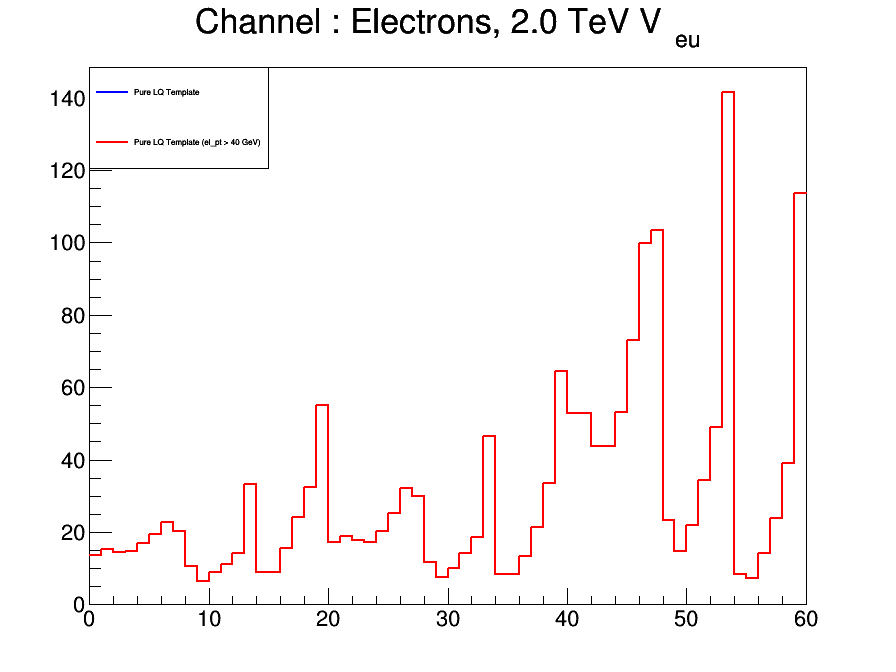 Channel : Electrons, 2.0 TeV V eu
Pure LQ Template
Pure LQ Template (el_pt > 40 GeV)
140
120
100
80
60
40
20
0
0 10 20 30 40 50 60